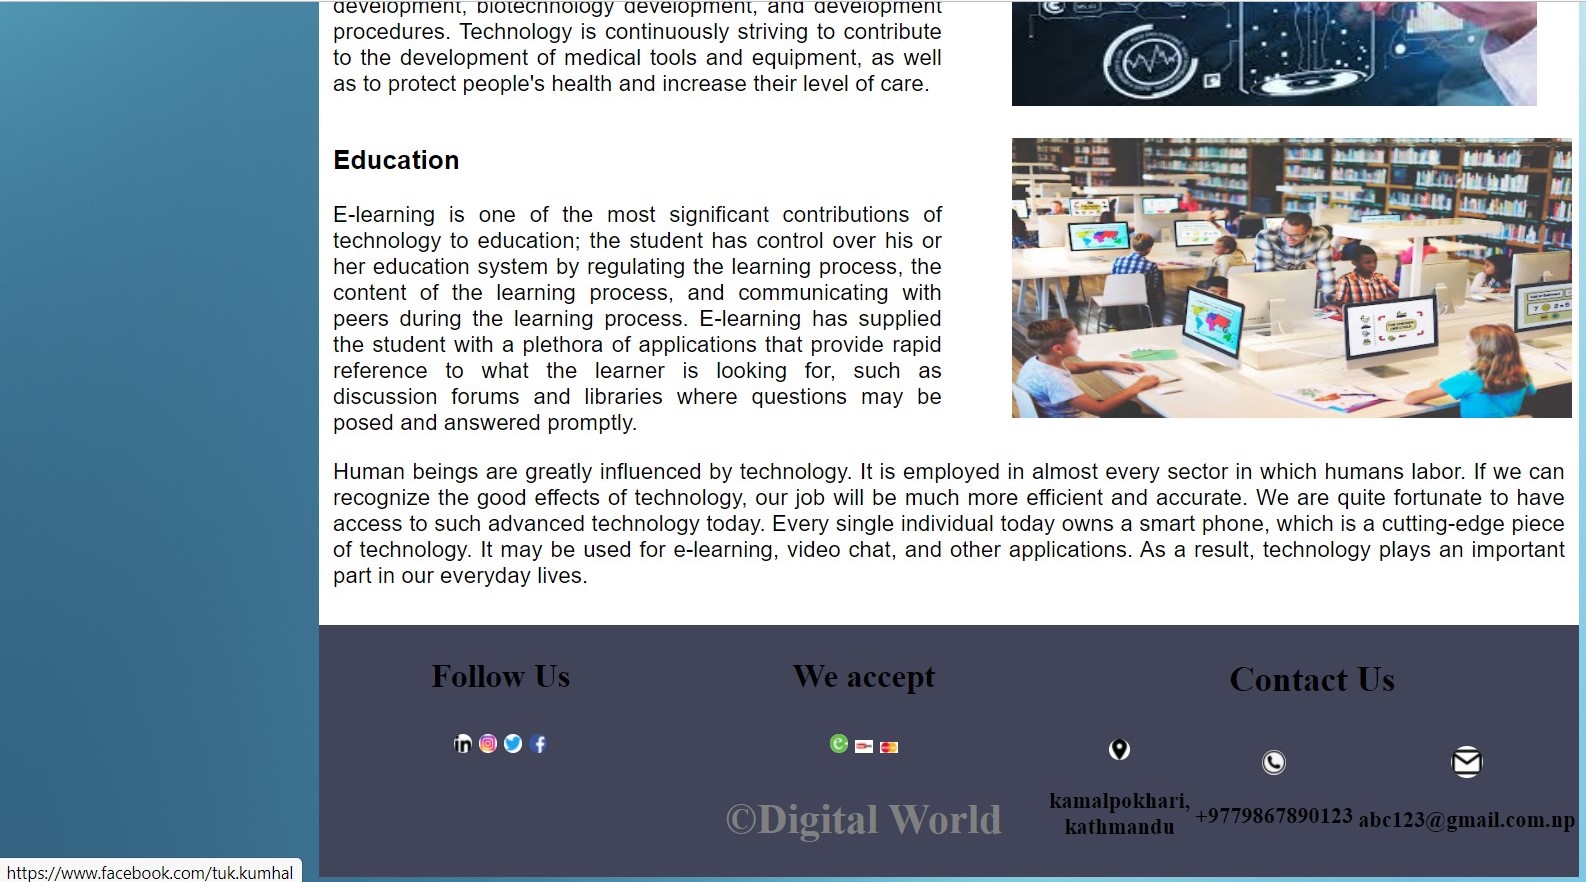 development, biotechnology development, and development
procedures. Technology is continuously striving to contribute
to the development of medical tools and equipment, as well
as to protect people's health and increase their level of care.
Education
E-learning is one of the most significant contributions of
technology to education; the student has control over his or
her education system by regulating the learning process, the
content of the learning process, and communicating with
peers during the learning process. E-learning has supplied
the student with a plethora of applications that provide rapid
reference to what the learner is looking for, such as
discussion forums and libraries where questions may be
posed and answered promptly.
Human beings are greatly influenced by technology. It is employed in almost every sector in which humans labor. If we can
recognize the good effects of technology, our job will be much more efficient and accurate. We are quite fortunate to have
access to such advanced technology today. Every single individual today owns a smart phone, which is a cutting-edge piece
of technology. It may be used for e-learning, video chat, and other applications. As a result, technology plays an important
part in our everyday lives.
Follow Us
We accept
Contact Us
©Digital World
kamalpokhari,
kathmandu
+9779867890123
abc123@gmail.com.np
https://www.facebook.com/tuk.kumhal